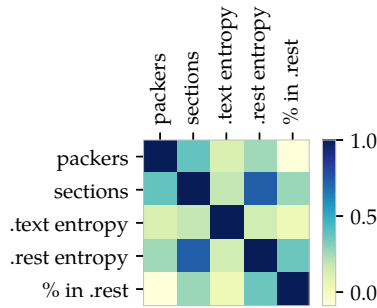 packers
sections
.text entropy
.rest entropy
% in .rest
packers
sections
.text entropy
.rest entropy
% in .rest
1.0
0.5
0.0